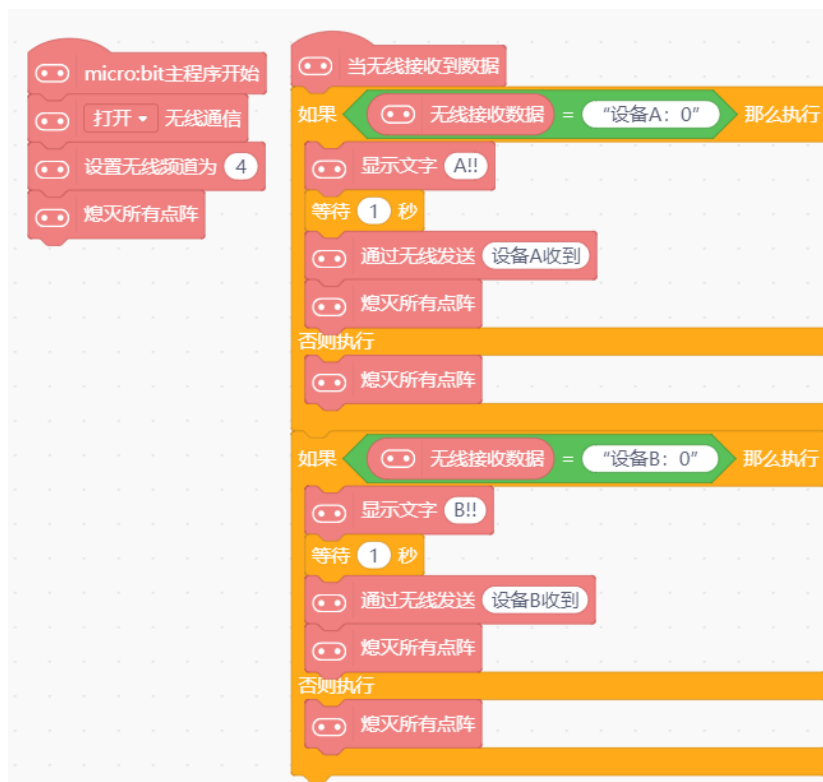 micro:bit主程序开始
打开 无线通信
设置无线频道为 4
熄灭所有点阵
当无线接收到数据
如果 无线接收数据 = “设备A：0” 那么执行
显示文字 A!!
等待 1 秒
通过无线发送 设备A收到
熄灭所有点阵
否则执行
熄灭所有点阵
如果 无线接收数据 = “设备B：0” 那么执行
显示文字 B!!
等待 1 秒
通过无线发送 设备B收到
熄灭所有点阵
否则执行
熄灭所有点阵